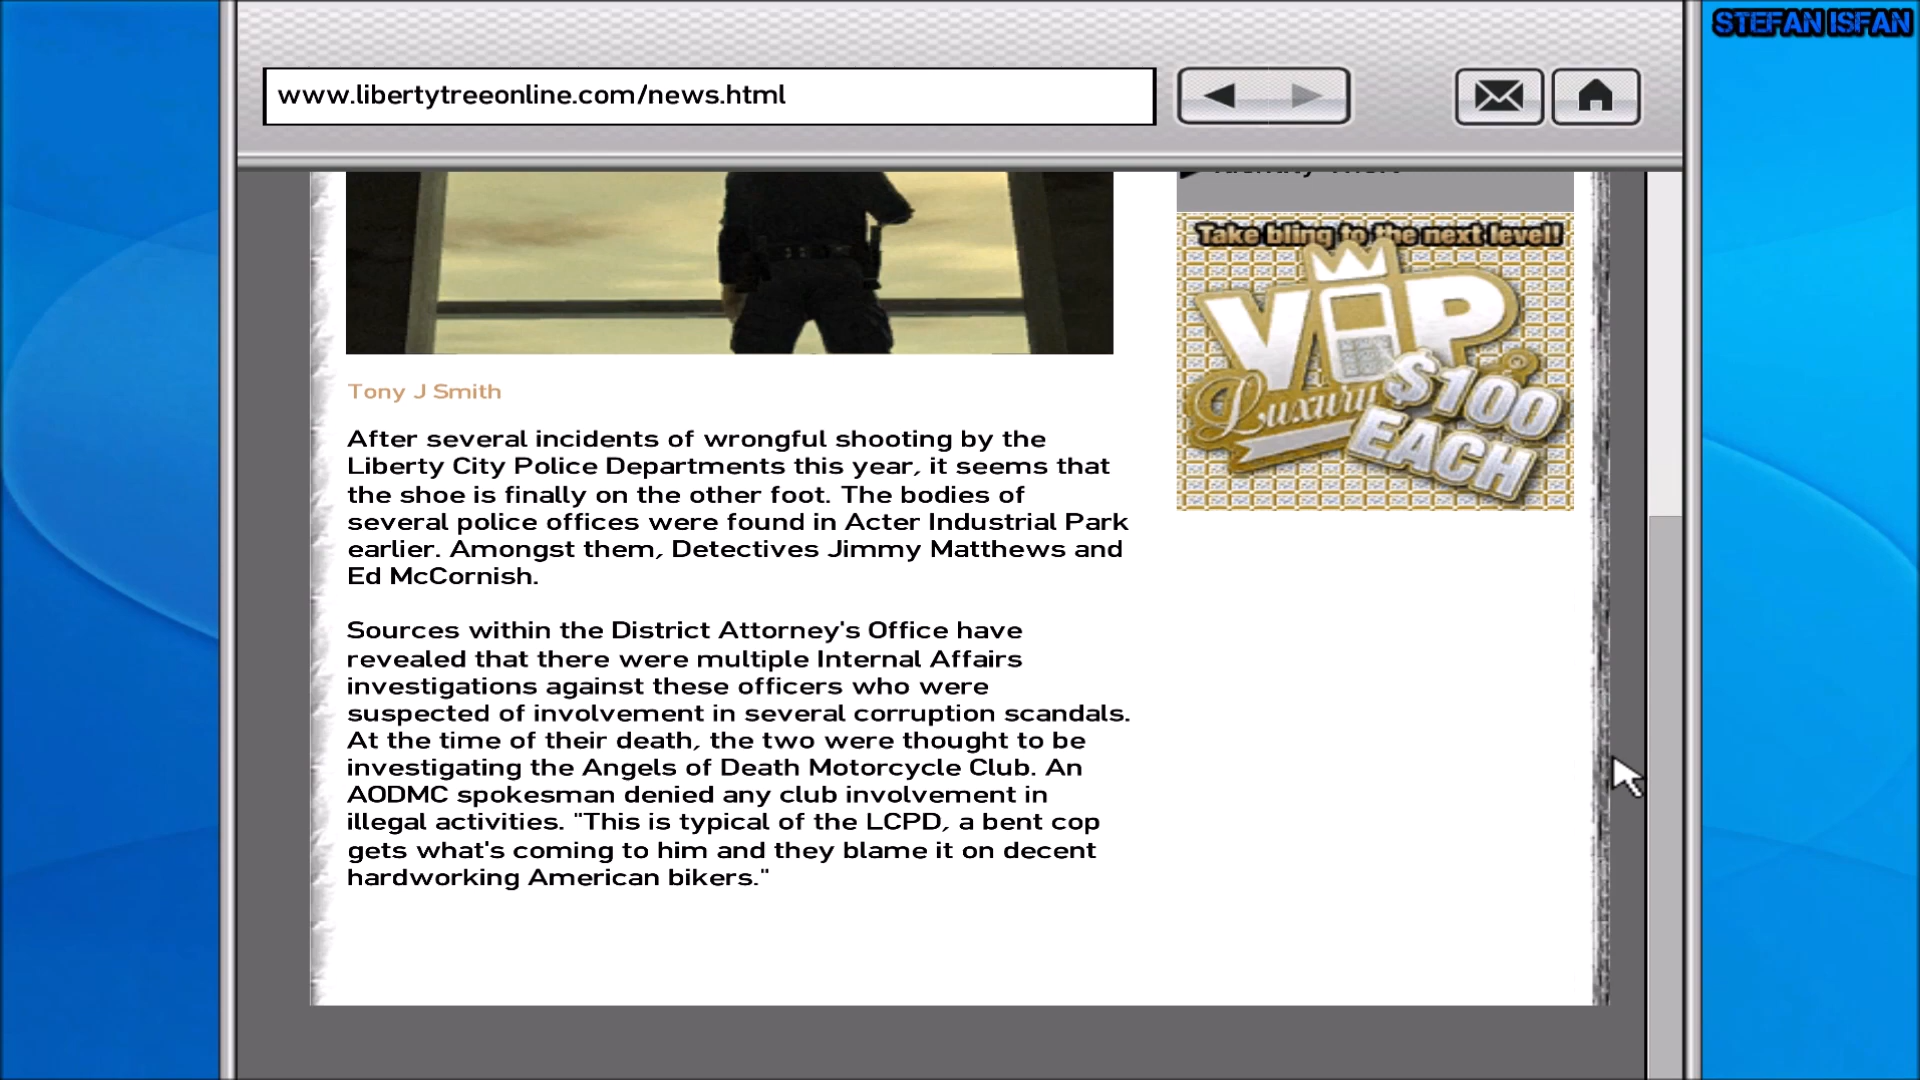 STEFAN ISFAN
www.libertytreeonline.com/news.html
Identity Theft
Take bling to the next level!
VIP
Luxury
$100
EACH
Tony J Smith
After several incidents of wrongful shooting by the
Liberty City Police Departments this year, it seems that
the shoe is finally on the other foot. The bodies of
several police offices were found in Acter Industrial Park
earlier. Amongst them, Detectives Jimmy Matthews and
Ed McCornish.
Sources within the District Attorney's Office have
revealed that there were multiple Internal Affairs
investigations against these officers who were
suspected of involvement in several corruption scandals.
At the time of their death, the two were thought to be
investigating the Angels of Death Motorcycle Club. An
AODMC spokesman denied any club involvement in
illegal activities. "This is typical of the LCPD, a bent cop
gets what's coming to him and they blame it on decent
hardworking American bikers."